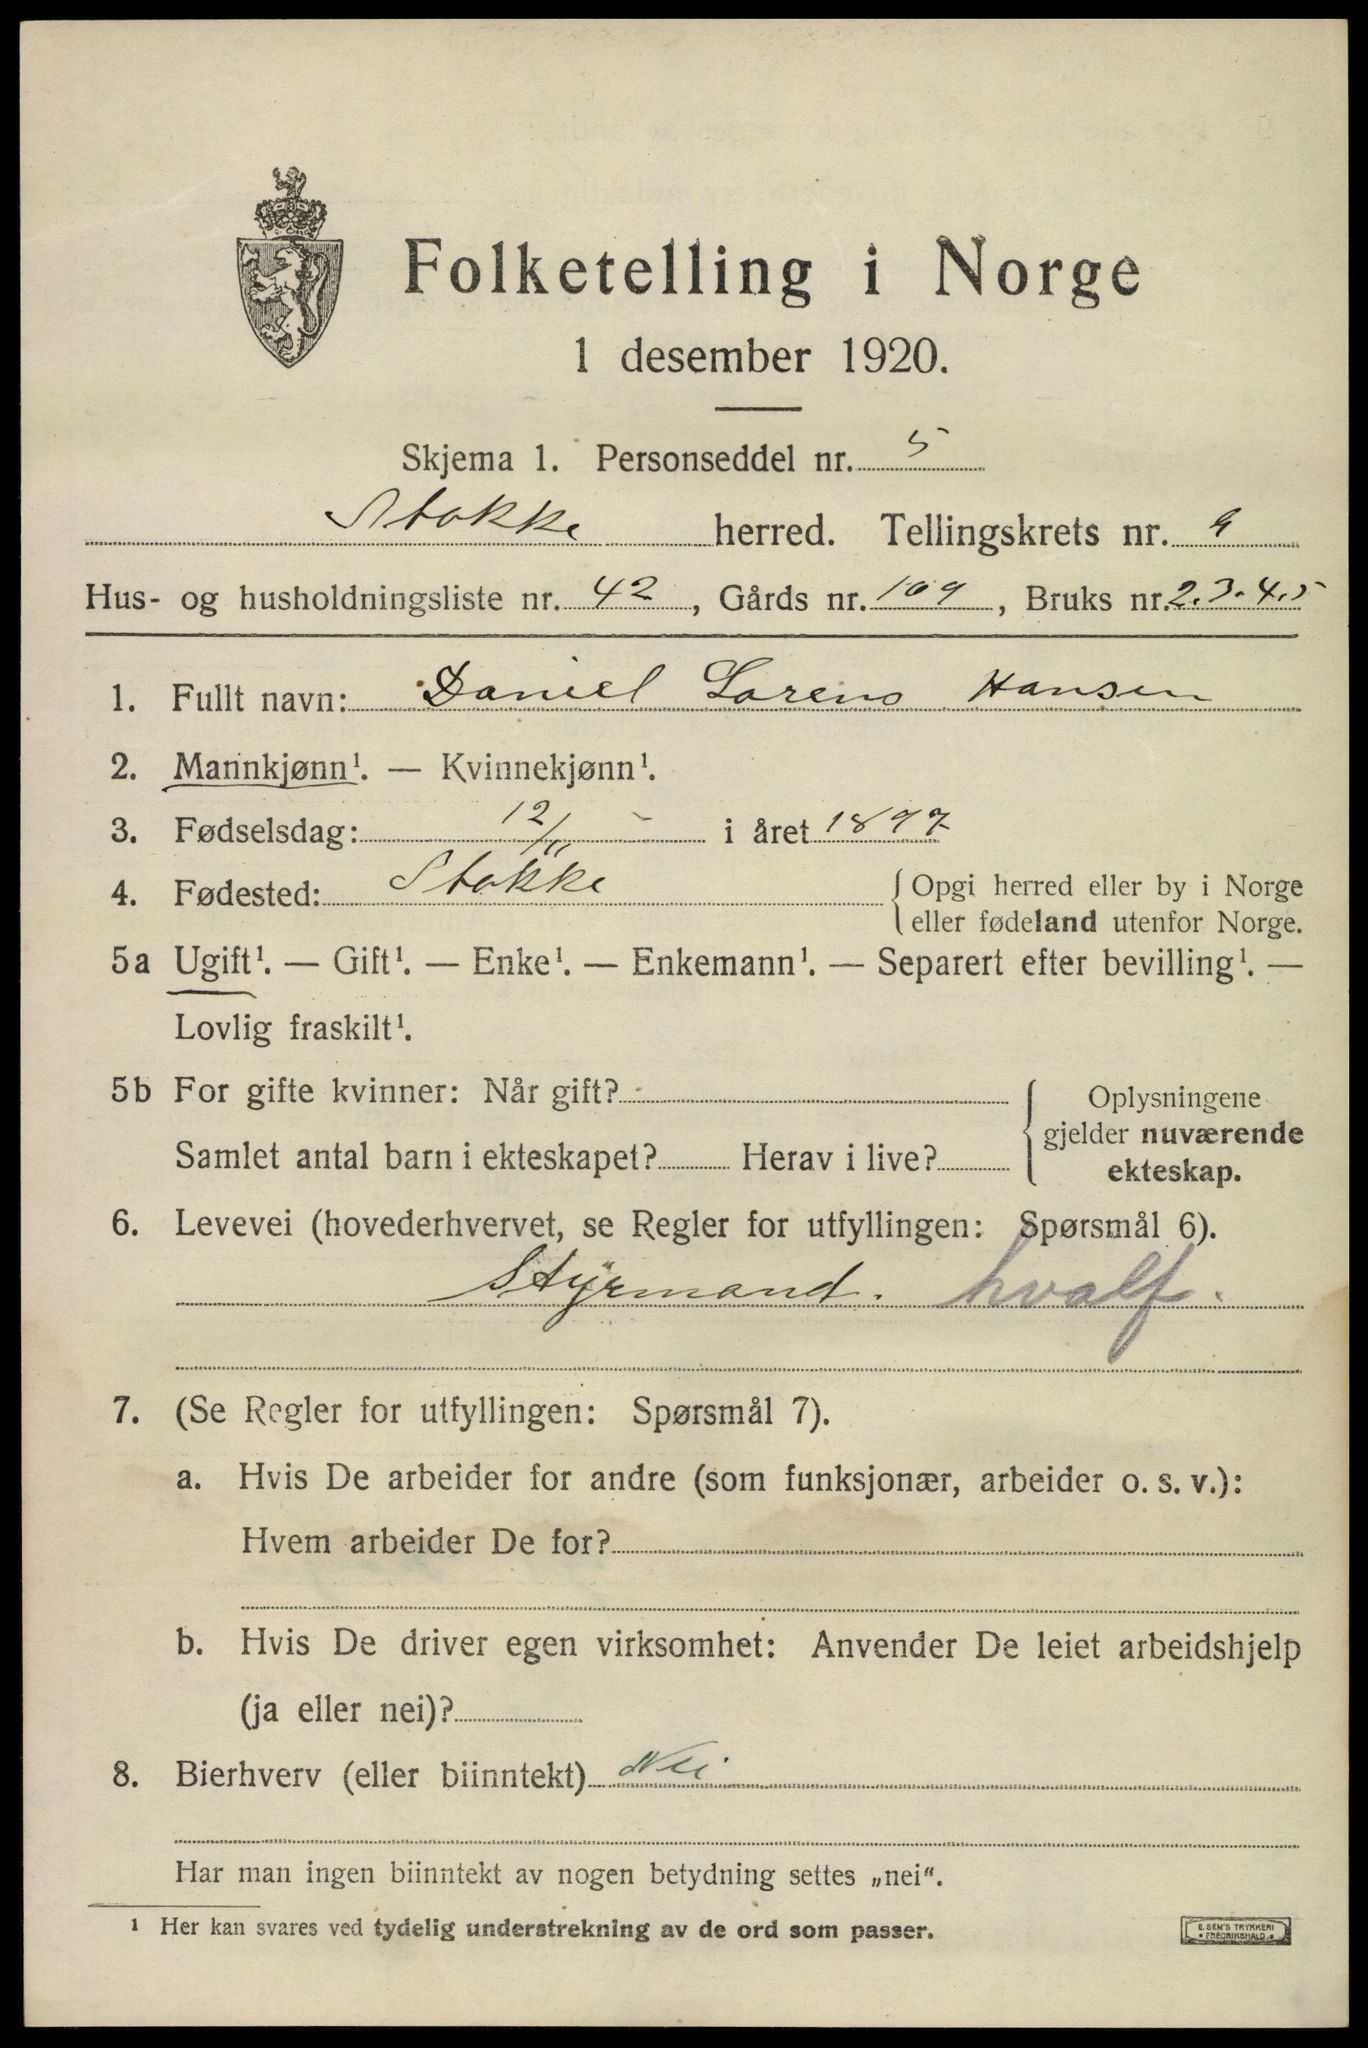 Folketelling i Norge
1 desember 1920.
Skjema 1. Personseddel nr. 5
Stokke herred. Tellingskrets nr. 9
Hus- og husholdningsliste nr. 42, Gårds nr. 109, Bruks nr. 2.3.4.5
1. Fullt navn: Daniel Lorens Hansen
2. Mannkjønn¹. — Kvinnekjønn¹.
3. Fødselsdag: 12/11 i året 1897
4. Fødested: Stokke {Opgi herred eller by i Norge
eller fødeland utenfor Norge.
5a Ugift¹. — Gift¹. — Enke¹. — Enkemann¹. — Separert efter bevilling¹. —
Lovlig fraskilt¹.
5b For gifte kvinner: Når gift?
Samlet antal barn i ekteskapet? Herav i live?
Oplysningene
gjelder nuværende
ekteskap.
6. Levevei (hovederhvervet, se Regler for utfyllingen: Spørsmål 6).
Styrmand. hvalf.
7. (Se Regler for utfyllingen: Spørsmål 7).
a. Hvis De arbeider for andre (som funksjonær, arbeider o. s. v.):
Hvem arbeider De for?
b. Hvis De driver egen virksomhet: Anvender De leiet arbeidshjelp
(ja eller nei)?
8. Bierhverv (eller biinntekt) Nei
Har man ingen biinntekt av nogen betydning settes „nei“.
¹ Her kan svares ved tydelig understrekning av de ord som passer.
E. SEM'S TRYKKERI
FREDRIKSHALD